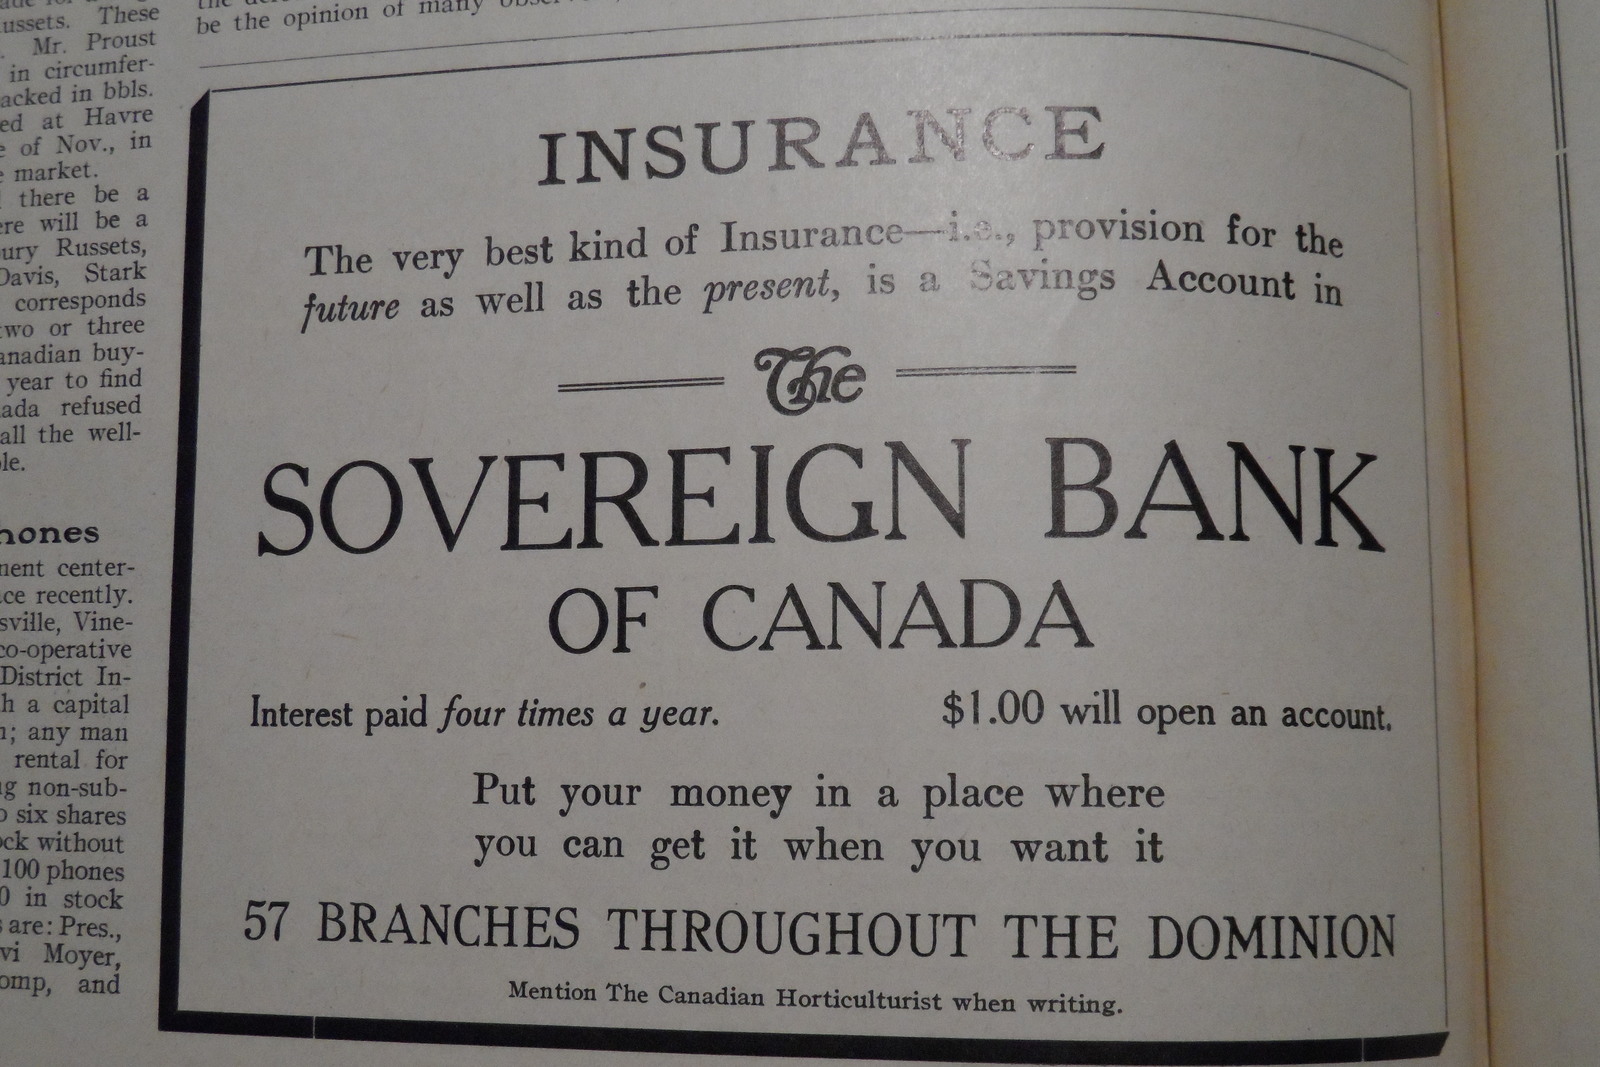 ussets. These
Mr. Proust
in circumfer-
acked in bbls.
ed at Havre
of Nov., in
market.
there be a
ere will be a
ury Russets,
Davis, Stark
corresponds
two or three
anadian buy-
year to find
ada refused
all the well-
le.
hones
nent center-
ce recently.
sville, Vine-
co-operative
District In-
h a capital
n; any man
rental for
ng non-sub-
six shares
ck without
100 phones
0 in stock
are: Pres.,
vi Moyer,
omp, and
be the opinion of many
INSURANCE
The very best kind of Insurance—i.e., provision for the
future as well as the present, is a Savings Account in
The
SOVEREIGN BANK
OF CANADA
Interest paid four times a year. $1.00 will open an account.
Put your money in a place where
you can get it when you want it
57 BRANCHES THROUGHOUT THE DOMINION
Mention The Canadian Horticulturist when writing.